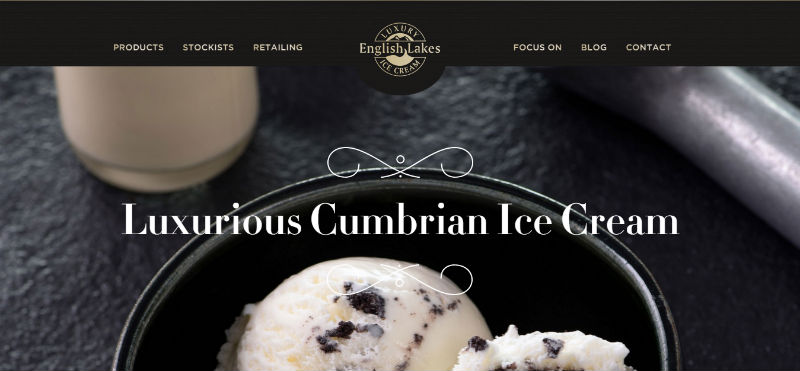 PRODUCTS STOCKISTS RETAILING
LUXURY
English Lakes
ICE CREAM
FOCUS ON BLOG CONTACT
Luxurious Cumbrian Ice Cream